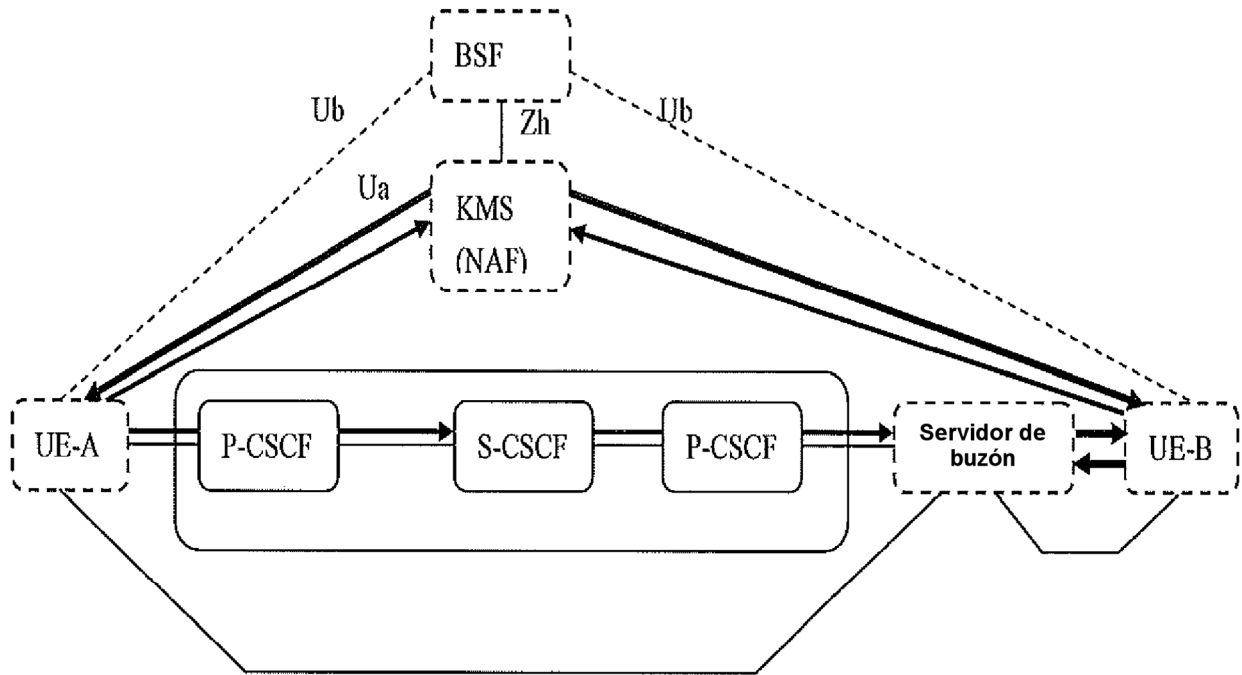 BSF
Ub
Ub
Zh
Ua
KMS
(NAF)
UE-A
P-CSCF
S-CSCF
P-CSCF
Servidor de
buzón
UE-B